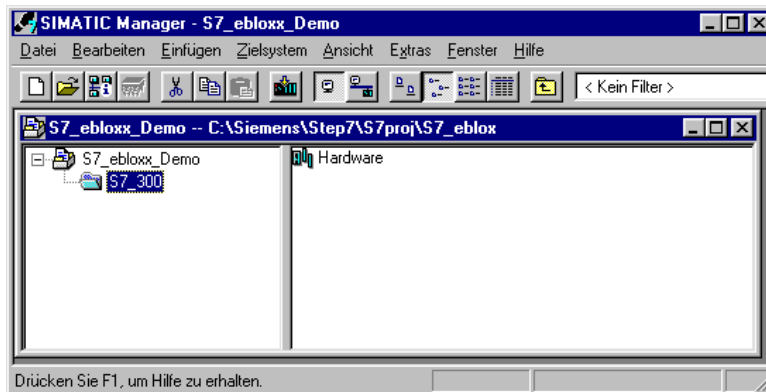 SIMATIC Manager - S7_ebloxx_Demo
Datei Bearbeiten Einfügen Zielsystem Ansicht Extras Fenster Hilfe
< Kein Filter >
S7_ebloxx_Demo -- C:\Siemens\Step7\S7proj\S7_eblox
S7_ebloxx_Demo
S7_300
Hardware
Drücken Sie F1, um Hilfe zu erhalten.